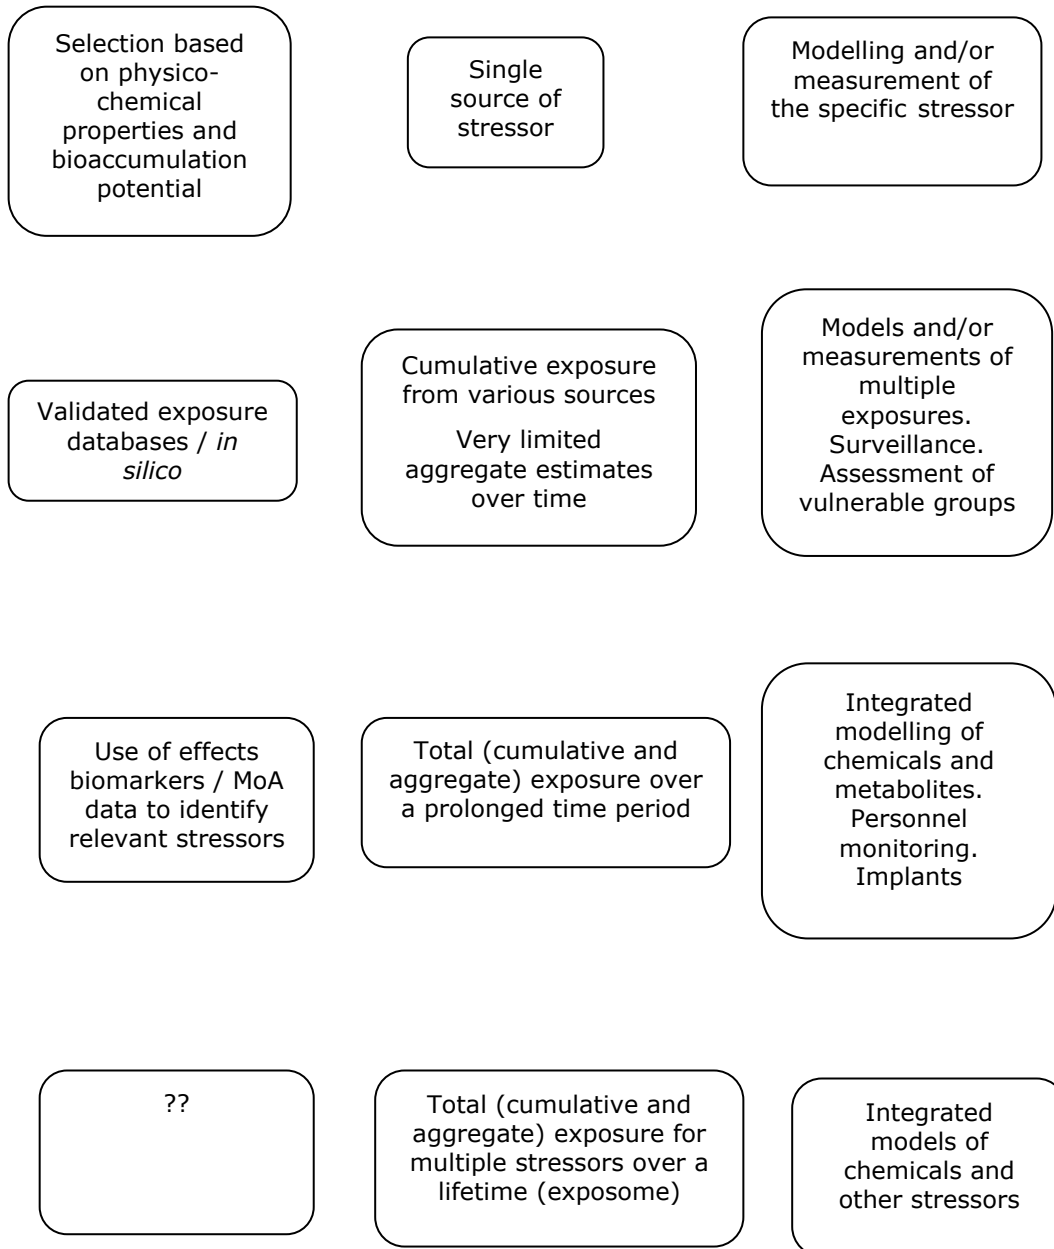 Selection based
on physico-
chemical
properties and
bioaccumulation
potential
Single
source of
stressor
Modelling and/or
measurement of
the specific stressor
Validated exposure
databases / in
silico
Cumulative exposure
from various sources
Very limited
aggregate estimates
over time
Models and/or
measurements of
multiple
exposures.
Surveillance.
Assessment of
vulnerable groups
Use of effects
biomarkers / MoA
data to identify
relevant stressors
Total (cumulative and
aggregate) exposure over
a prolonged time period
Integrated
modelling of
chemicals and
metabolites.
Personnel
monitoring.
Implants
??
Total (cumulative and
aggregate) exposure for
multiple stressors over a
lifetime (exposome)
Integrated
models of
chemicals and
other stressors